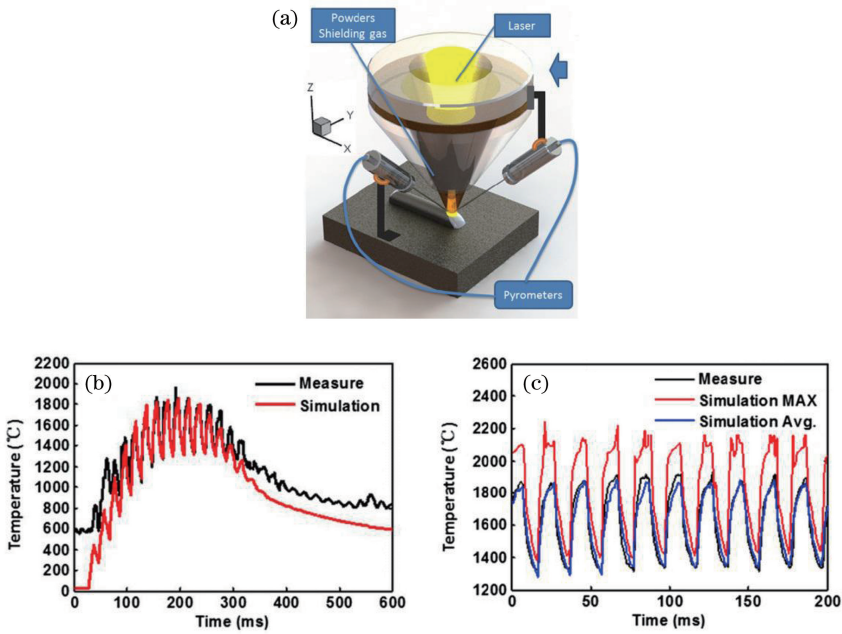 (a)
Powders
Shielding gas
Laser
Z
Y
X
Pyrometers
(b)
2200
2000
1800
1600
1400
1200
1000
800
600
400
200
0
Temperature (℃)
Measure
Simulation
0 100 200 300 400 500 600
Time (ms)
(c)
2600
2400
2200
2000
1800
1600
1400
1200
Temperature (℃)
Measure
Simulation MAX
Simulation Avg.
0 50 100 150 200
Time (ms)